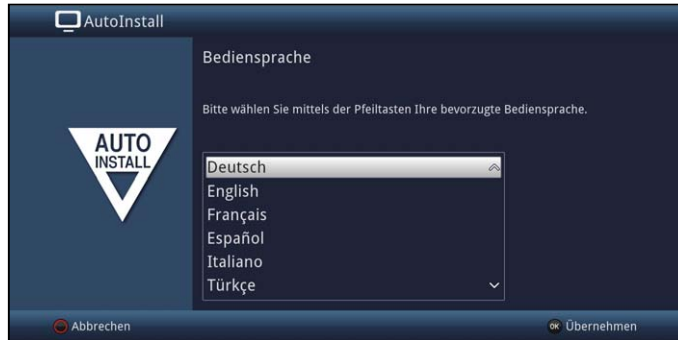 AutoInstall
Bediensprache
Bitte wählen Sie mittels der Pfeiltasten Ihre bevorzugte Bediensprache.
AUTO
INSTALL
Deutsch
English
Français
Español
Italiano
Türkçe
Abbrechen
OK Übernehmen